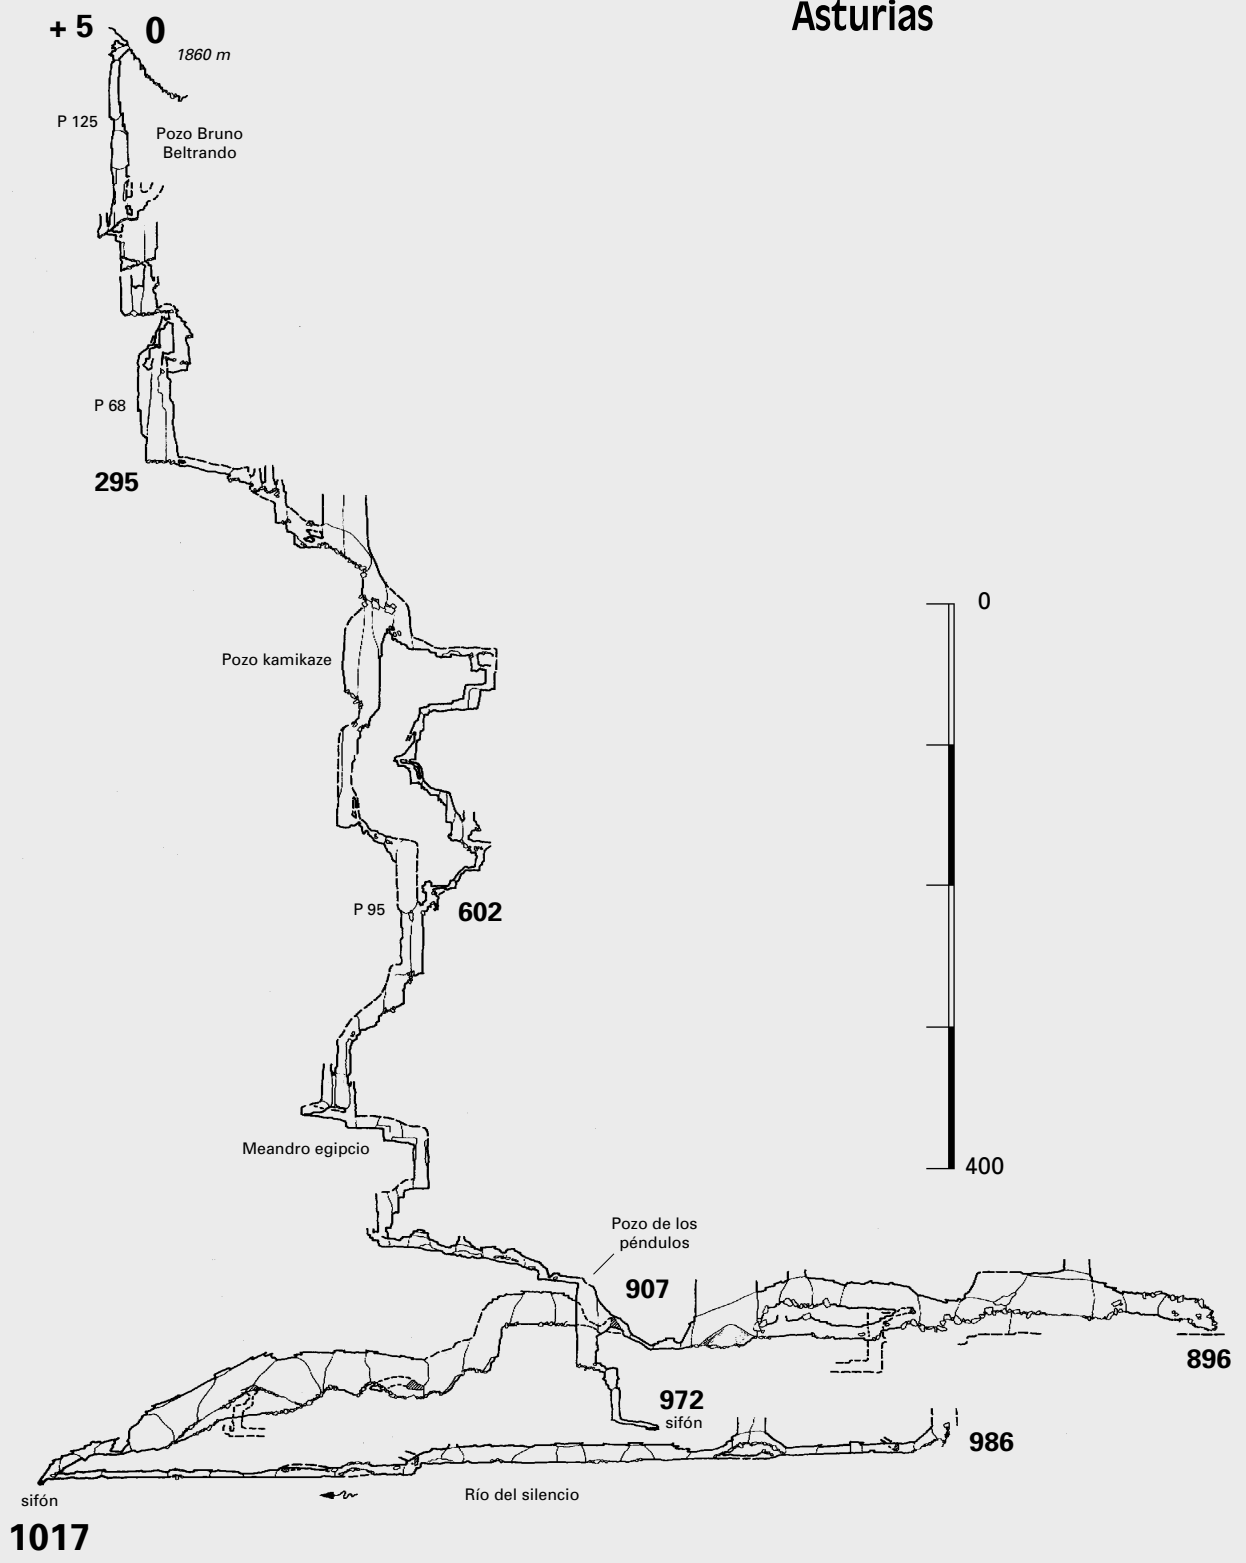 Asturias
+ 5
0
1860 m
P 125
Pozo Bruno
Beltrando
P 68
295
0
Pozo kamikaze
P 95
602
Meandro egipcio
400
Pozo de los
péndulos
907
896
972
sifón
986
sifón
Río del silencio
1017